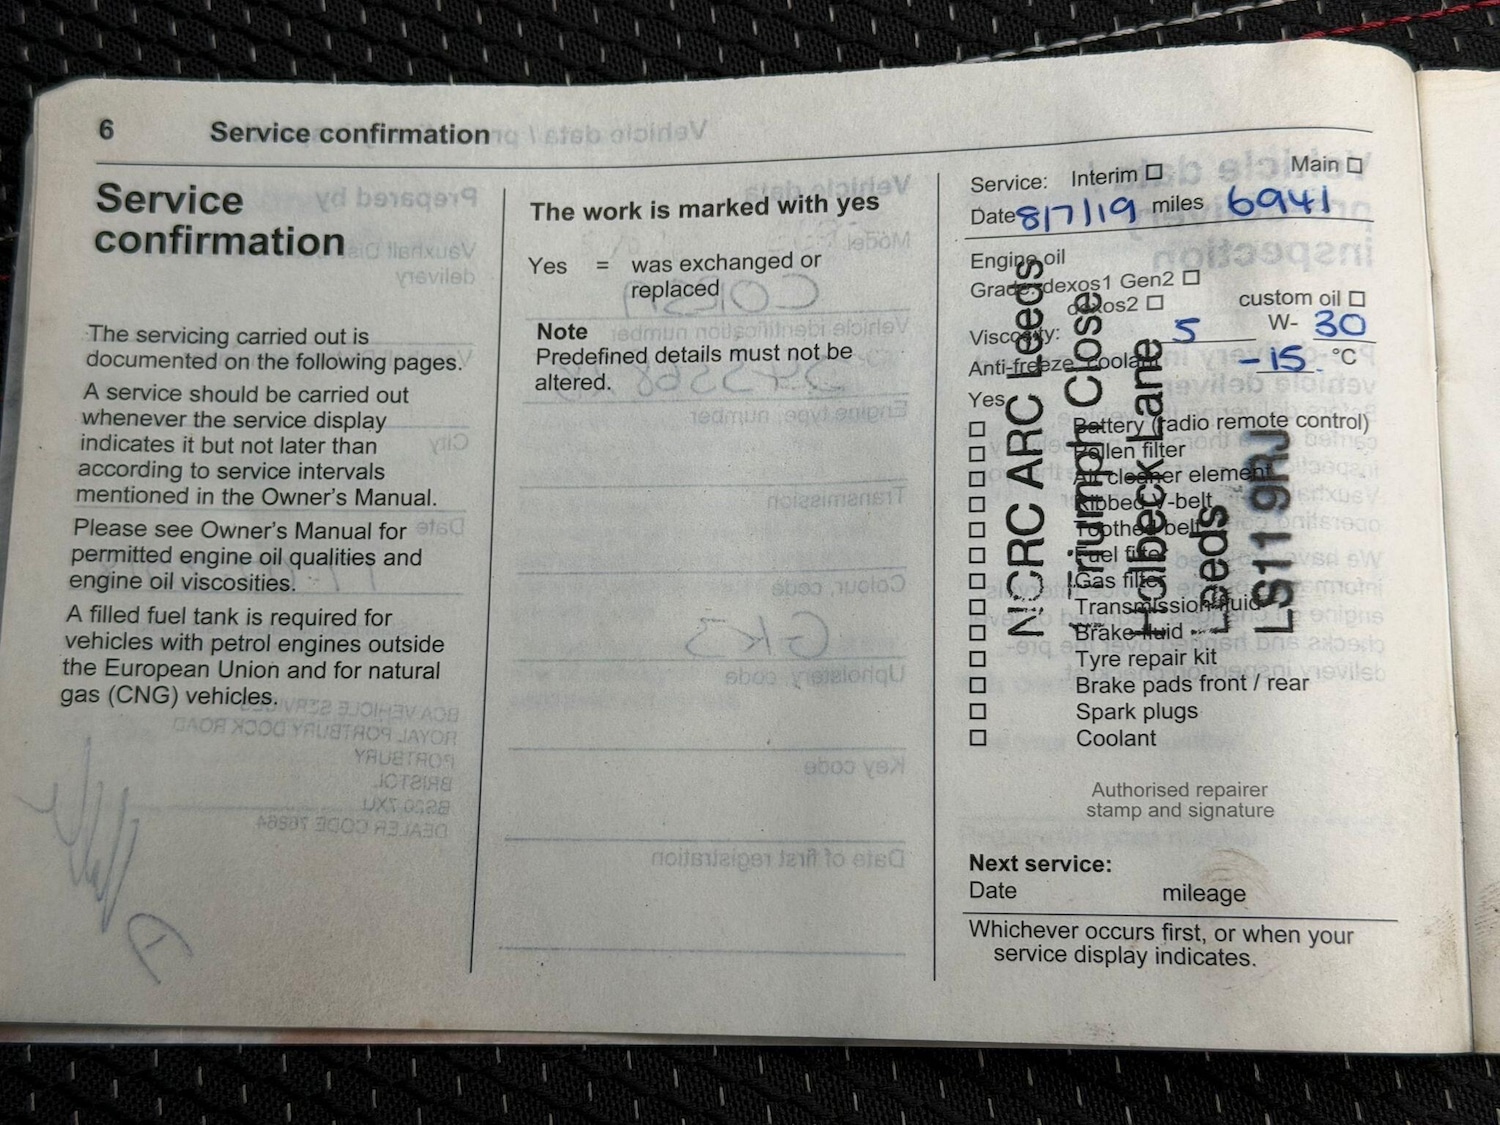 6 Service confirmation
Service
confirmation
The servicing carried out is
documented on the following pages.
A service should be carried out
whenever the service display
indicates it but not later than
according to service intervals
mentioned in the Owner's Manual.
Please see Owner's Manual for
permitted engine oil qualities and
engine oil viscosities.
A filled fuel tank is required for
vehicles with petrol engines outside
the European Union and for natural
gas (CNG) vehicles.
The work is marked with yes
Yes = was exchanged or
replaced
Note
Predefined details must not be
altered.
Service: Interim ☐ Main ☐
Date 8/7/19 miles 6941
Engine oil
Grade: dexos1 Gen2 ☐
dexos2 ☐ custom oil ☐
Viscosity: 5 W- 30
Anti-freeze, coolant -15 °C
Yes
☐ Battery (radio remote control)
☐ Pollen filter
☐ Air cleaner element
☐ Ribbed V-belt
☐ Toothed belt
☐ Fuel filter
☐ Gas filter
☐ Transmission fluid
☐ Brake fluid
☐ Tyre repair kit
☐ Brake pads front / rear
☐ Spark plugs
☐ Coolant
NCRC ARC Leeds
Triumph Close
Holbeck Lane
Leeds
LS11 9RJ
Authorised repairer
stamp and signature
Next service:
Date mileage
Whichever occurs first, or when your
service display indicates.